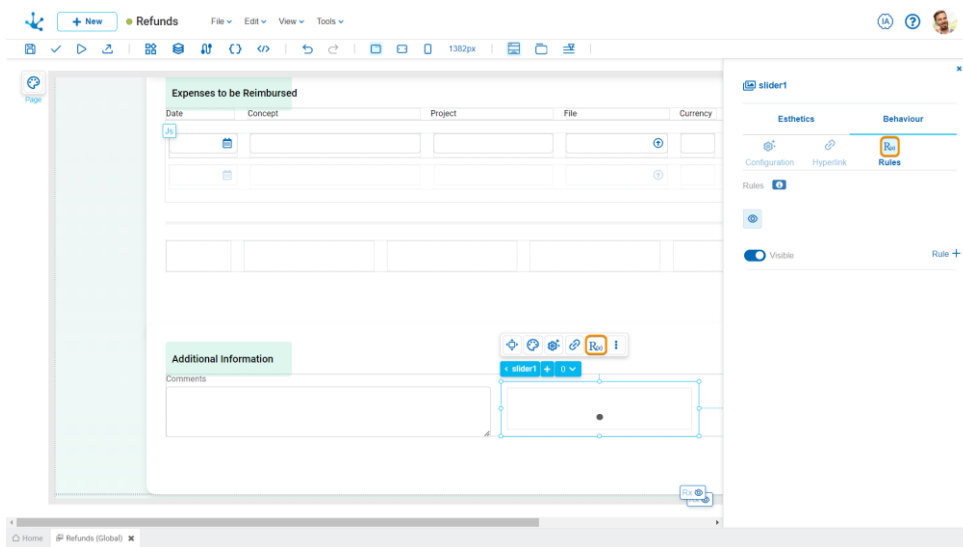 + New
Refunds
File
Edit
View
Tools
IA
?
1382px
Page
Expenses to be Reimbursed
Date Concept Project File Currency
Js
Additional Information
Comments
R(x)
< slider1 + 0
Rx
slider1
Esthetics Behaviour
Configuration Hyperlink Rules
Rules
Visible Rule +
Home Refunds (Global) ×